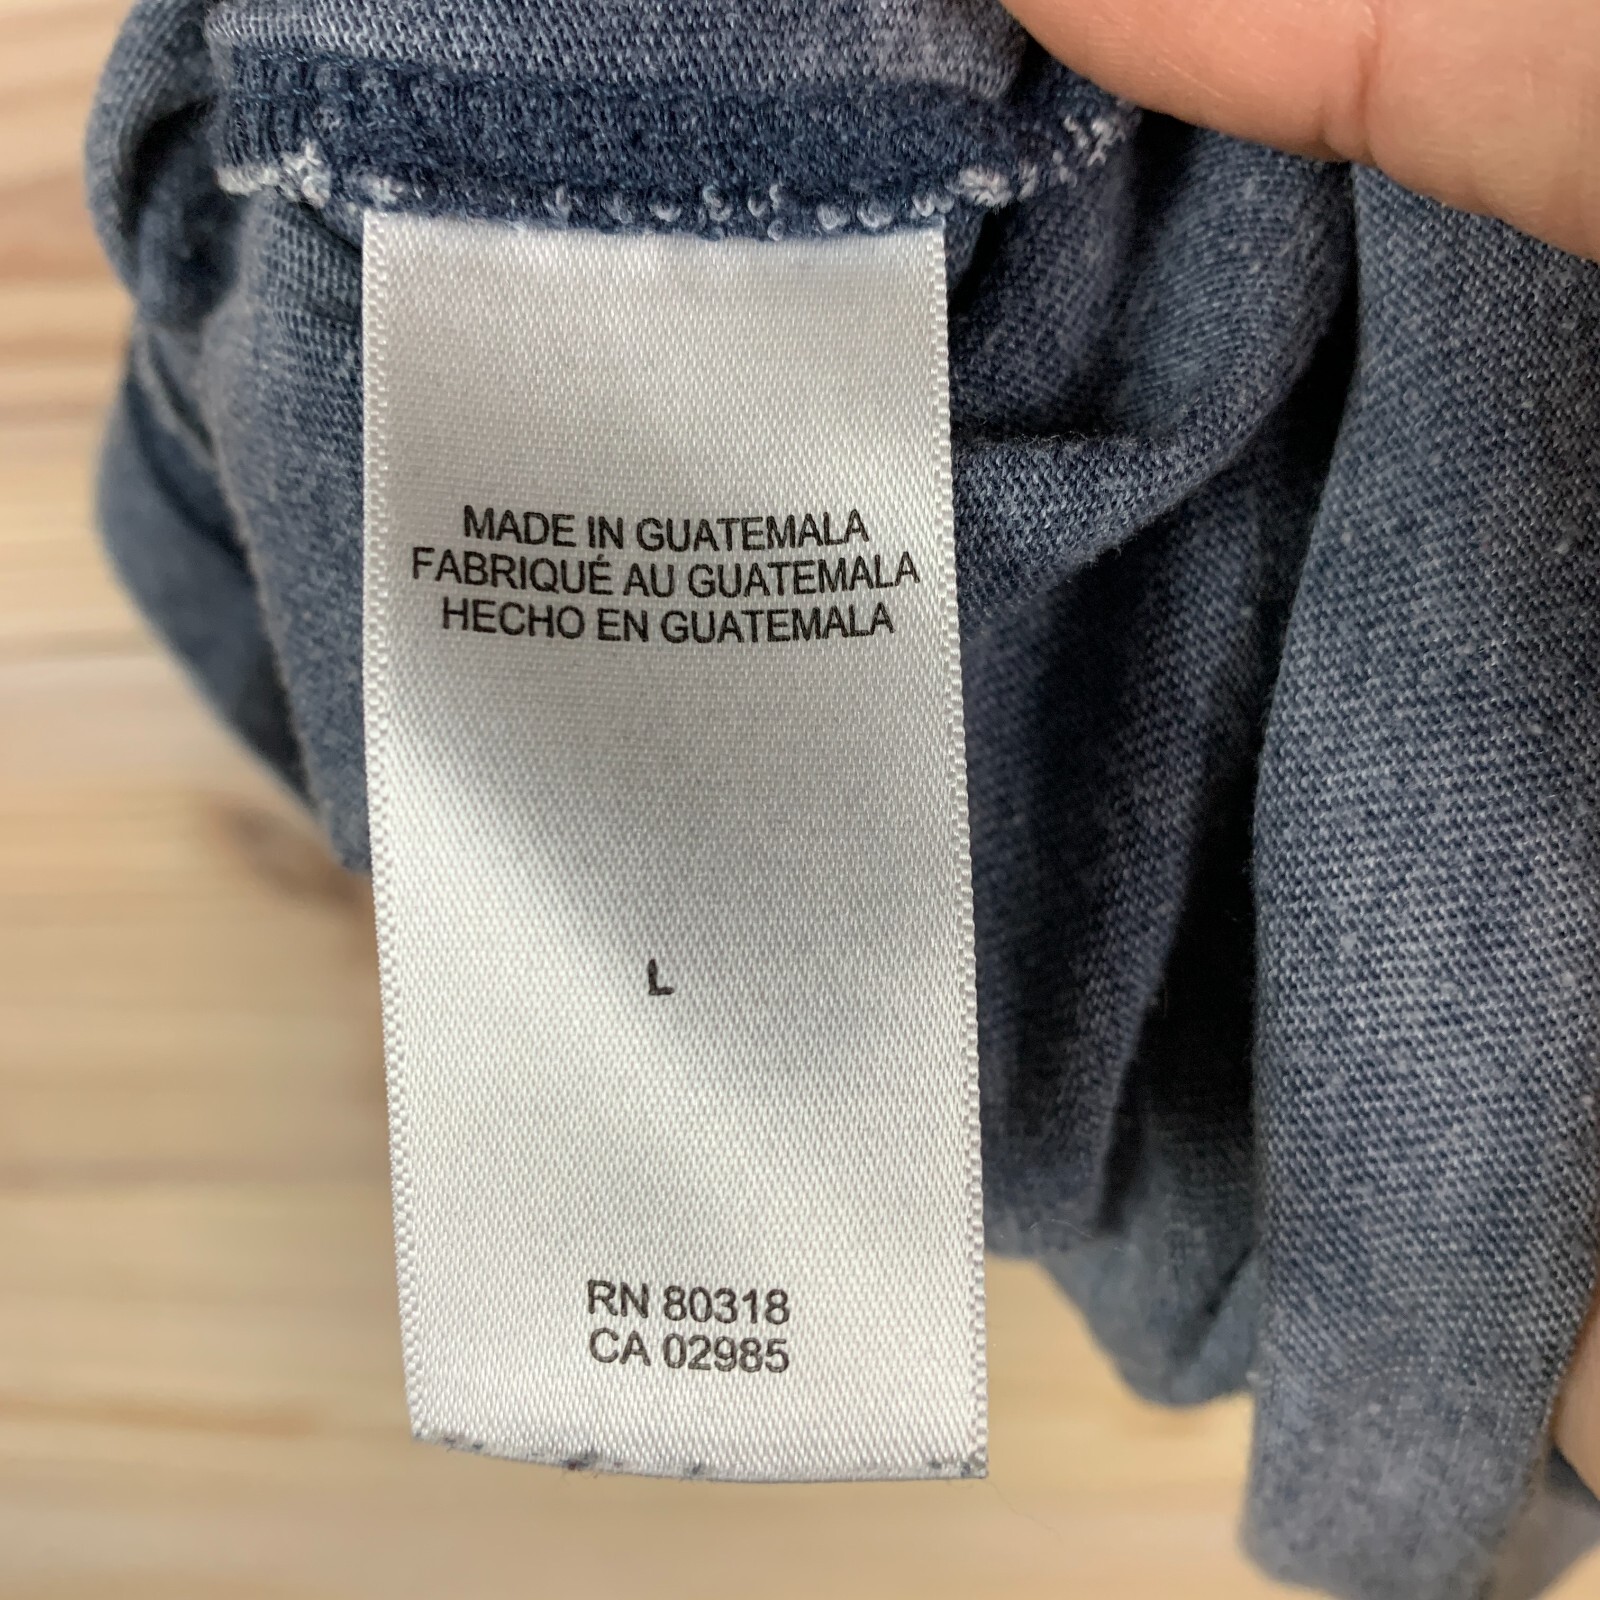 MADE IN GUATEMALA
FABRIQUÉ AU GUATEMALA
HECHO EN GUATEMALA
L
RN 80318
CA 02985